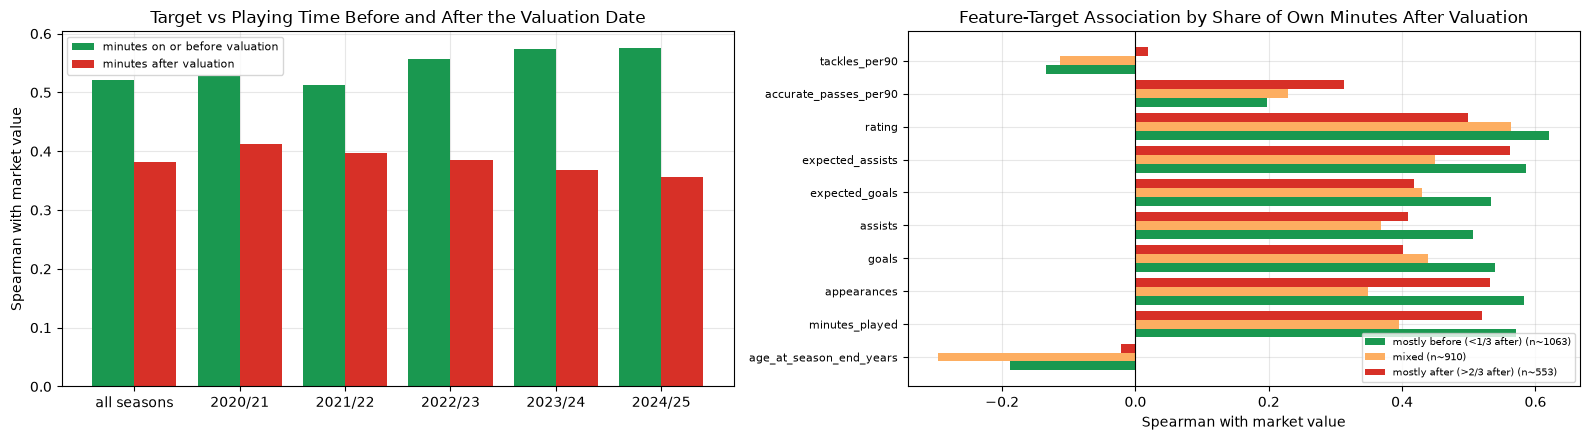 Target vs Playing Time Before and After the Valuation Date
Spearman with market value
0.6
0.5
0.4
0.3
0.2
0.1
0.0
minutes on or before valuation
minutes after valuation
all seasons
2020/21
2021/22
2022/23
2023/24
2024/25
Feature-Target Association by Share of Own Minutes After Valuation
tackles_per90
accurate_passes_per90
rating
expected_assists
expected_goals
assists
goals
appearances
minutes_played
age_at_season_end_years
mostly before (<1/3 after) (n~1063)
mixed (n~910)
mostly after (>2/3 after) (n~553)
−0.2
0.0
0.2
0.4
0.6
Spearman with market value